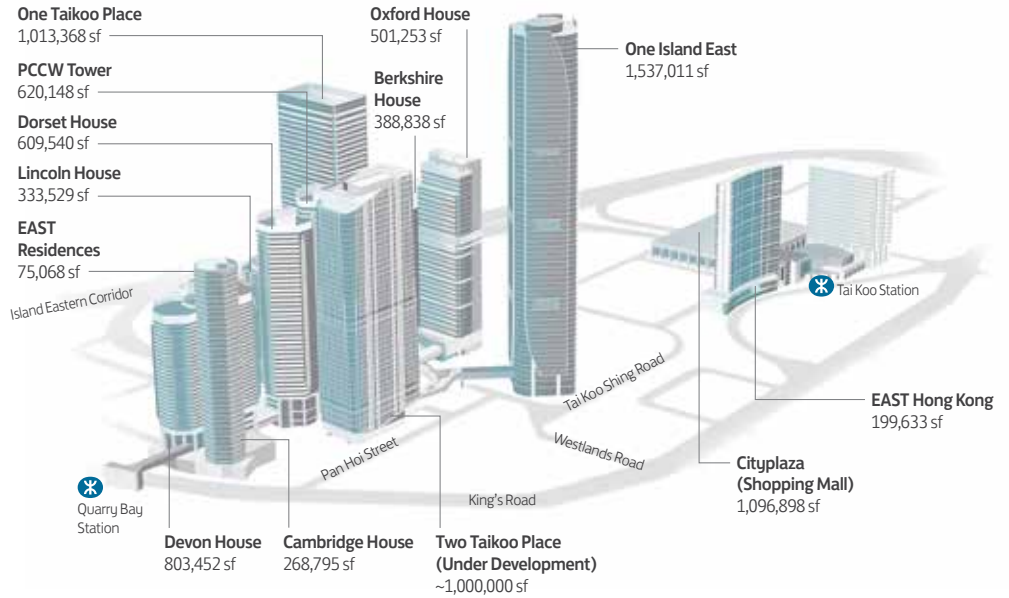 One Taikoo Place
1,013,368 sf
PCCW Tower
620,148 sf
Dorset House
609,540 sf
Lincoln House
333,529 sf
EAST
Residences
75,068 sf
Oxford House
501,253 sf
Berkshire
House
388,838 sf
One Island East
1,537,011 sf
Island Eastern Corridor
Tai Koo Station
Tai Koo Shing Road
EAST Hong Kong
199,633 sf
Westlands Road
Pan Hoi Street
Cityplaza
(Shopping Mall)
1,096,898 sf
King's Road
Quarry Bay
Station
Devon House
803,452 sf
Cambridge House
268,795 sf
Two Taikoo Place
(Under Development)
~1,000,000 sf